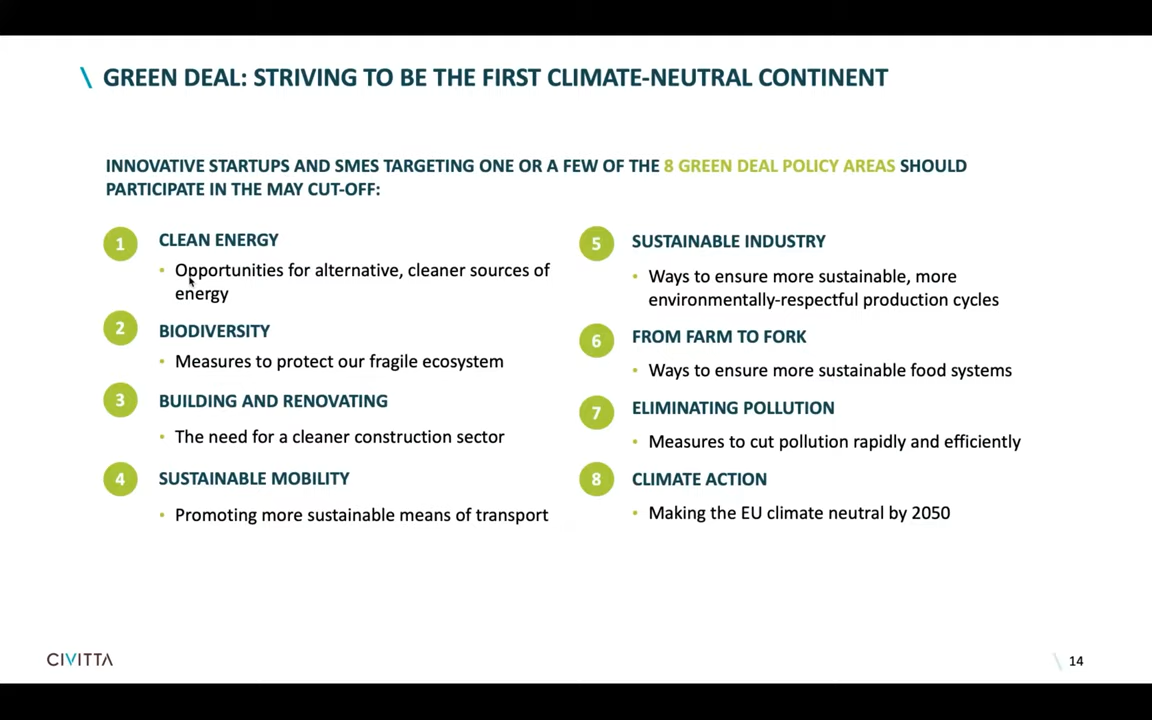 \ GREEN DEAL: STRIVING TO BE THE FIRST CLIMATE-NEUTRAL CONTINENT
INNOVATIVE STARTUPS AND SMES TARGETING ONE OR A FEW OF THE 8 GREEN DEAL POLICY AREAS SHOULD
PARTICIPATE IN THE MAY CUT-OFF:
1 CLEAN ENERGY
• Opportunities for alternative, cleaner sources of
energy
2 BIODIVERSITY
• Measures to protect our fragile ecosystem
3 BUILDING AND RENOVATING
• The need for a cleaner construction sector
4 SUSTAINABLE MOBILITY
• Promoting more sustainable means of transport
5 SUSTAINABLE INDUSTRY
• Ways to ensure more sustainable, more
environmentally-respectful production cycles
6 FROM FARM TO FORK
• Ways to ensure more sustainable food systems
7 ELIMINATING POLLUTION
• Measures to cut pollution rapidly and efficiently
8 CLIMATE ACTION
• Making the EU climate neutral by 2050
CIVITTA
\ 14